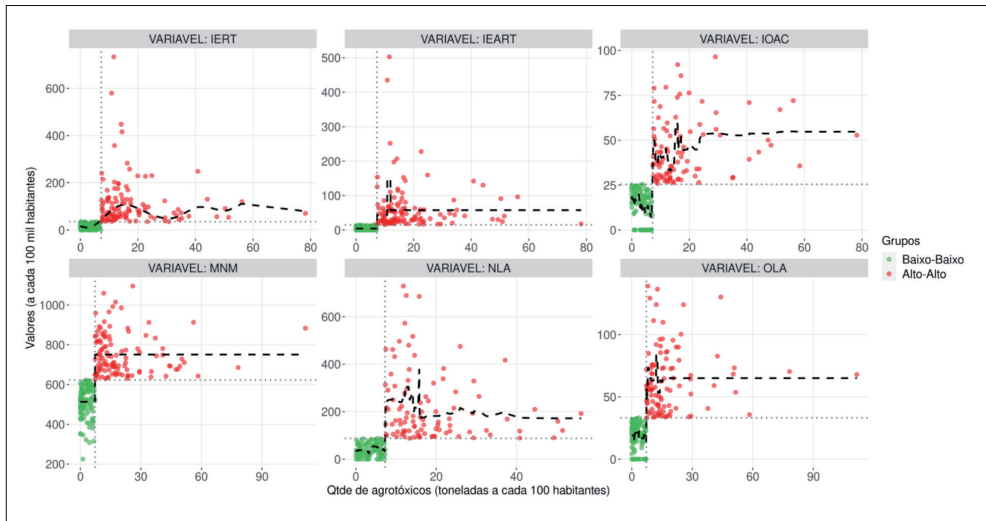 VARIAVEL: IERT
VARIAVEL: IEART
VARIAVEL: IOAC
600
400
200
0
0 20 40 60 80
500
400
300
200
100
0
0 20 40 60 80
100
75
50
25
0
0 20 40 60 80
VARIAVEL: MNM
VARIAVEL: NLA
VARIAVEL: OLA
1000
800
600
400
200
0 30 60 90
600
400
200
0
0 20 40
100
50
0
0 30 60 90
Valores (a cada 100 mil habitantes)
Qtde de agrotóxicos (toneladas a cada 100 habitantes)
Grupos
Baixo-Baixo
Alto-Alto